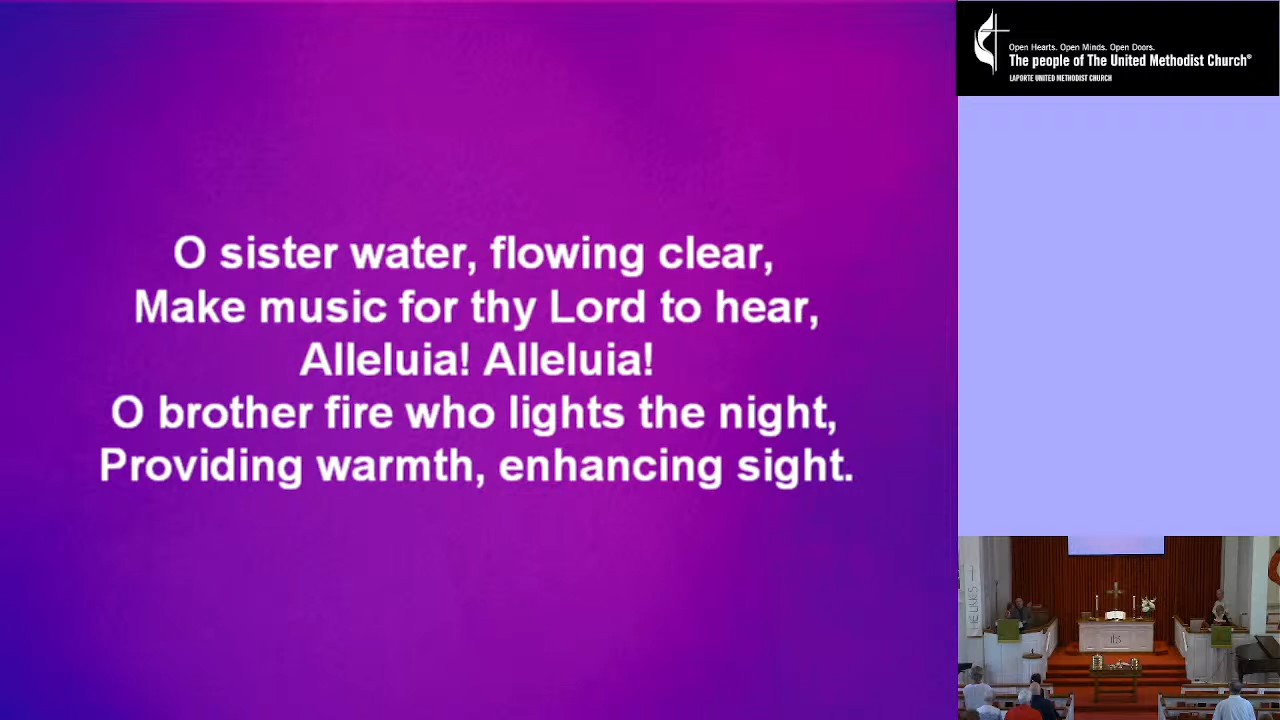 O sister water, flowing clear,
Make music for thy Lord to hear,
Alleluia! Alleluia!
O brother fire who lights the night,
Providing warmth, enhancing sight.
Open Hearts. Open Minds. Open Doors.
The people of The United Methodist Church®
LAPORTE UNITED METHODIST CHURCH